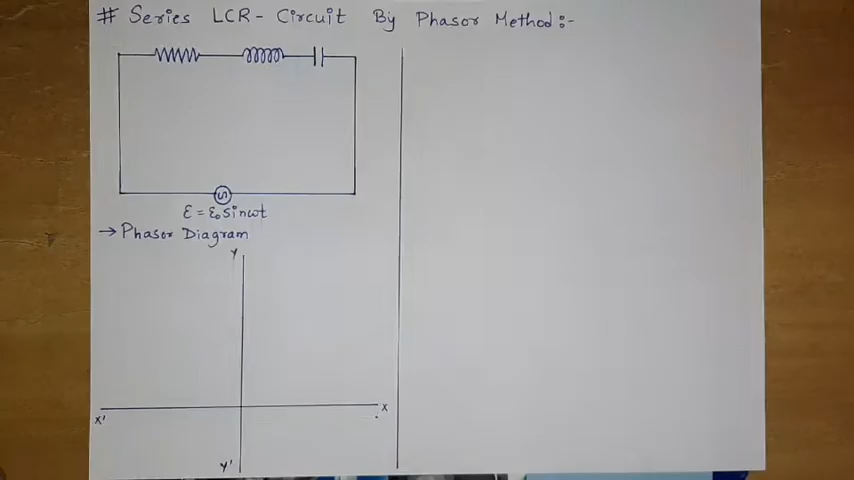 # Series LCR - Circuit By Phasor Method :-
ε = ε₀ sinωt
→ Phasor Diagram
Y
X' X
Y'